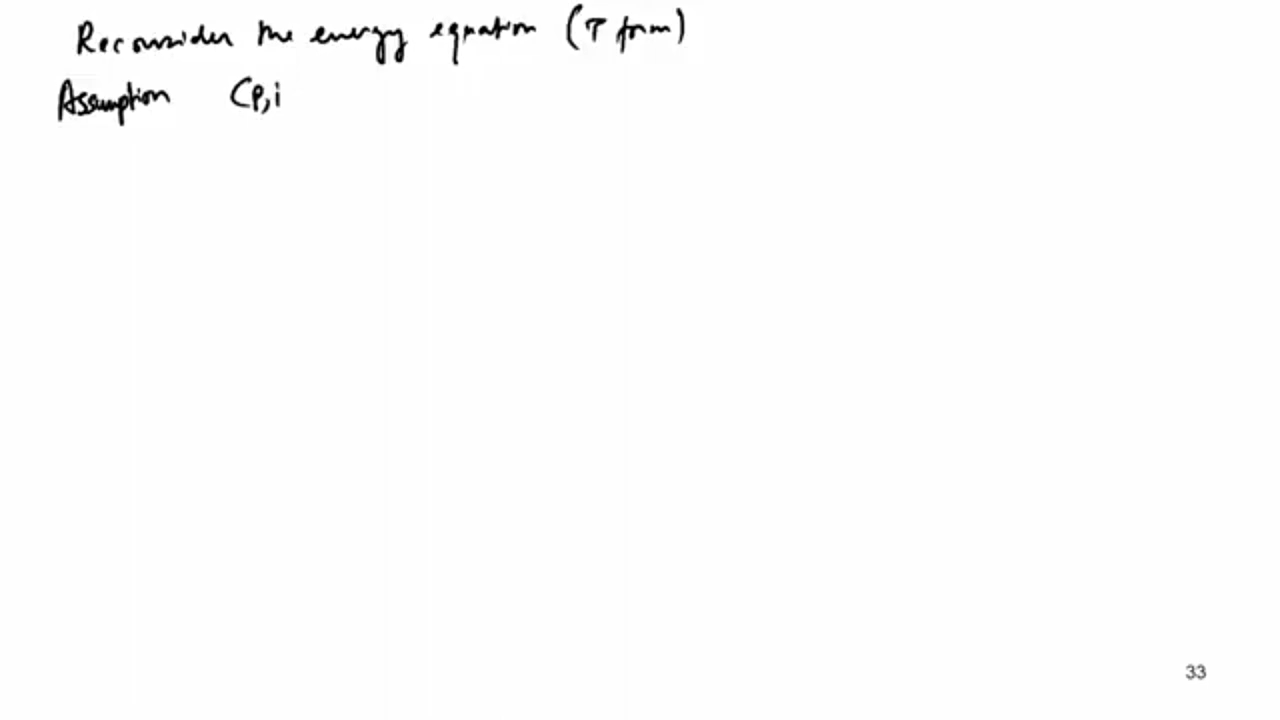 Reconsider the energy equation (T form)
Assumption Cp,i
33